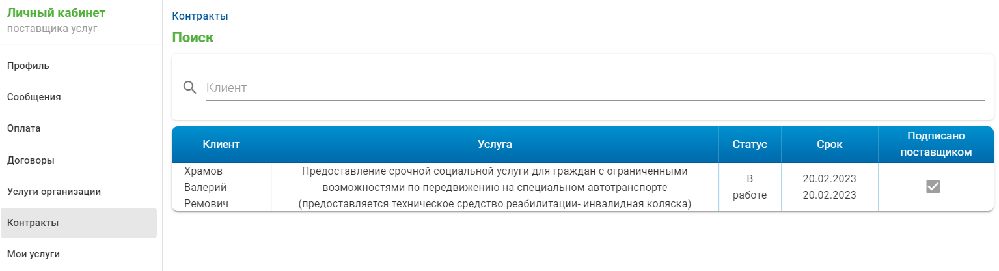 Личный кабинет
поставщика услуг
Профиль
Сообщения
Оплата
Договоры
Услуги организации
Контракты
Мои услуги
Контракты
Поиск
Клиент
Клиент
Услуга
Статус
Срок
Подписано
поставщиком
Храмов
Валерий
Ремович
Предоставление срочной социальной услуги для граждан с ограниченными
возможностями по передвижению на специальном автотранспорте
(предоставляется техническое средство реабилитации- инвалидная коляска)
В
работе
20.02.2023
20.02.2023